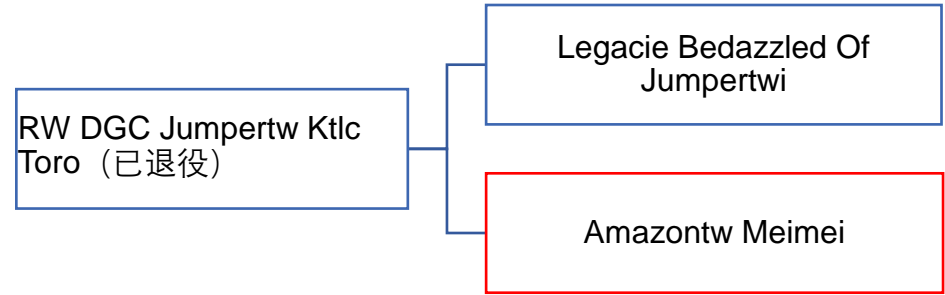 Legacie Bedazzled Of
Jumpertwi
RW DGC Jumpertw Ktlc
Toro（已退役）
Amazontw Meimei